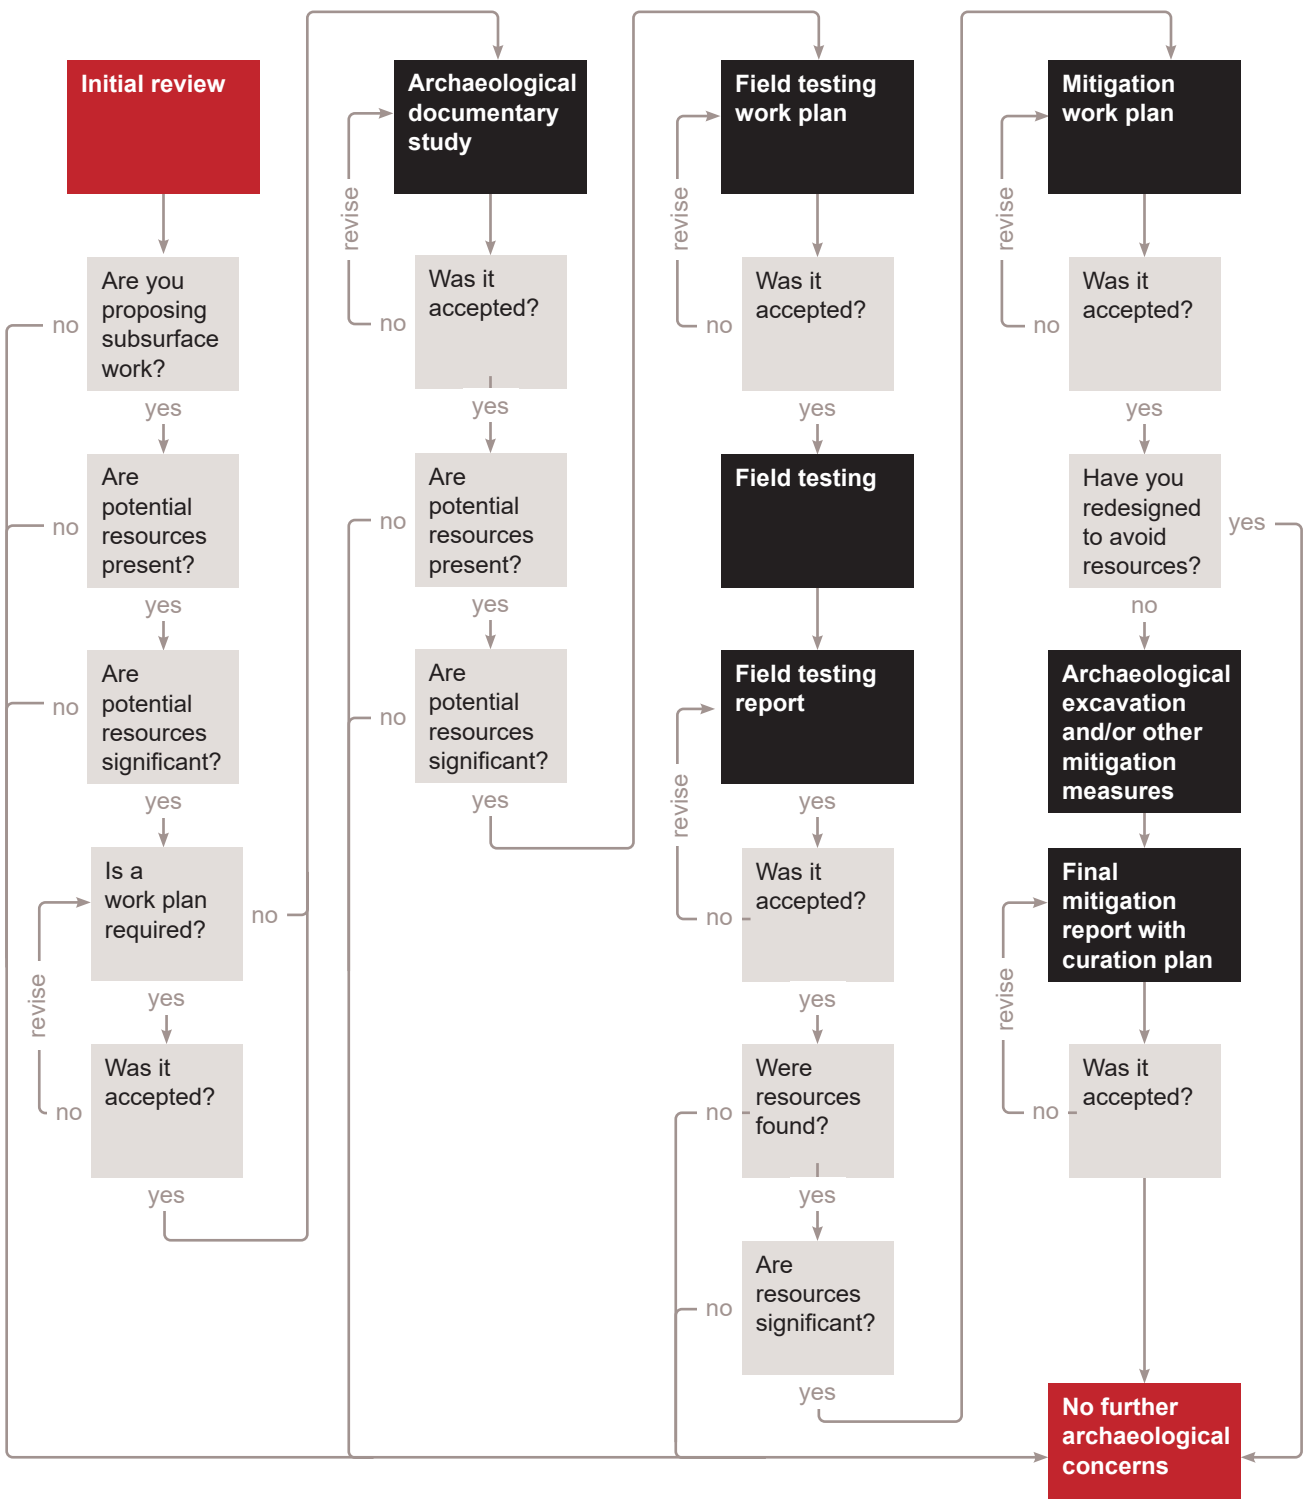 Initial review
Are you
proposing
subsurface
work?
no
yes
Are
potential
resources
present?
no
yes
Are
potential
resources
significant?
no
yes
Is a
work plan
required?
no
revise
yes
Was it
accepted?
no
yes
Archaeological
documentary
study
revise
Was it
accepted?
no
yes
Are
potential
resources
present?
no
yes
Are
potential
resources
significant?
no
yes
Field testing
work plan
revise
Was it
accepted?
no
yes
Field testing
Field testing
report
revise
yes
Was it
accepted?
no
yes
Were
resources
found?
no
yes
Are
resources
significant?
no
yes
Mitigation
work plan
revise
Was it
accepted?
no
yes
Have you
redesigned
to avoid
resources?
yes
no
Archaeological
excavation
and/or other
mitigation
measures
Final
mitigation
report with
curation plan
revise
Was it
accepted?
no
No further
archaeological
concerns